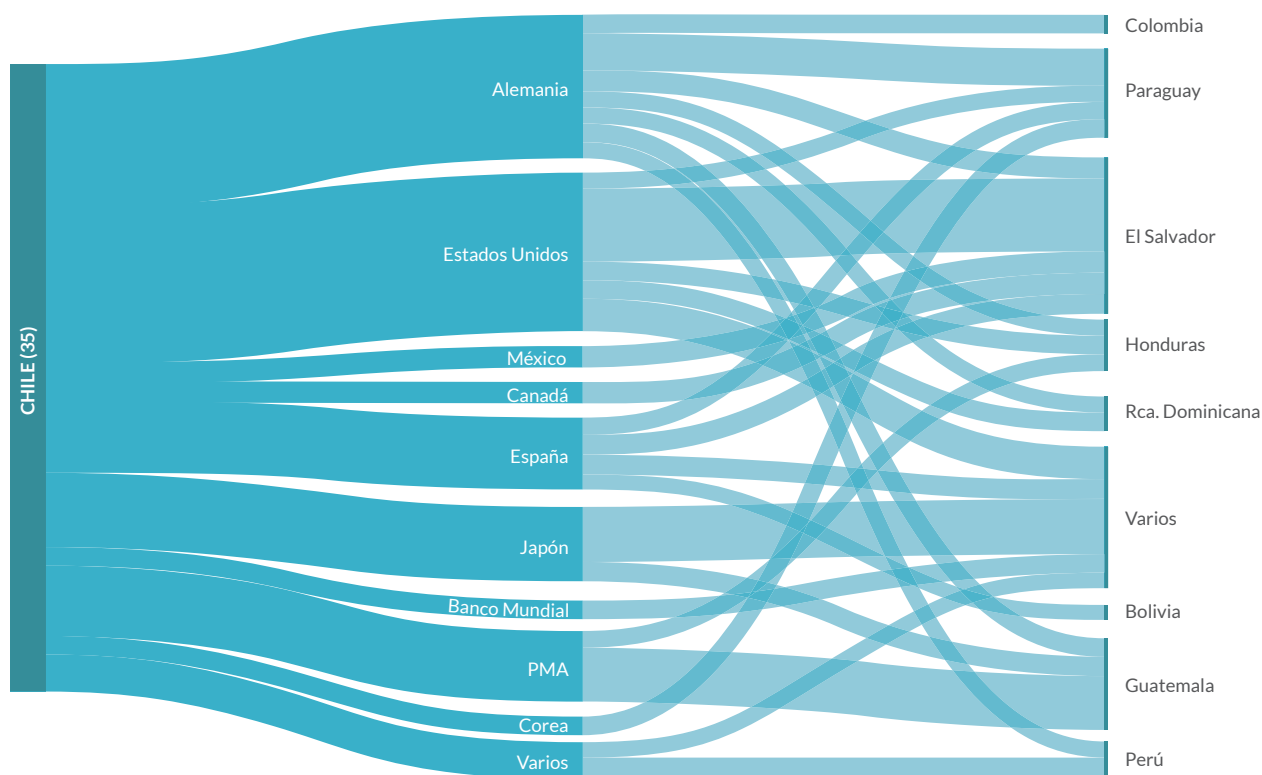 CHILE (35)
Alemania
Estados Unidos
México
Canadá
España
Japón
Banco Mundial
PMA
Corea
Varios
Colombia
Paraguay
El Salvador
Honduras
Rca. Dominicana
Varios
Bolivia
Guatemala
Perú